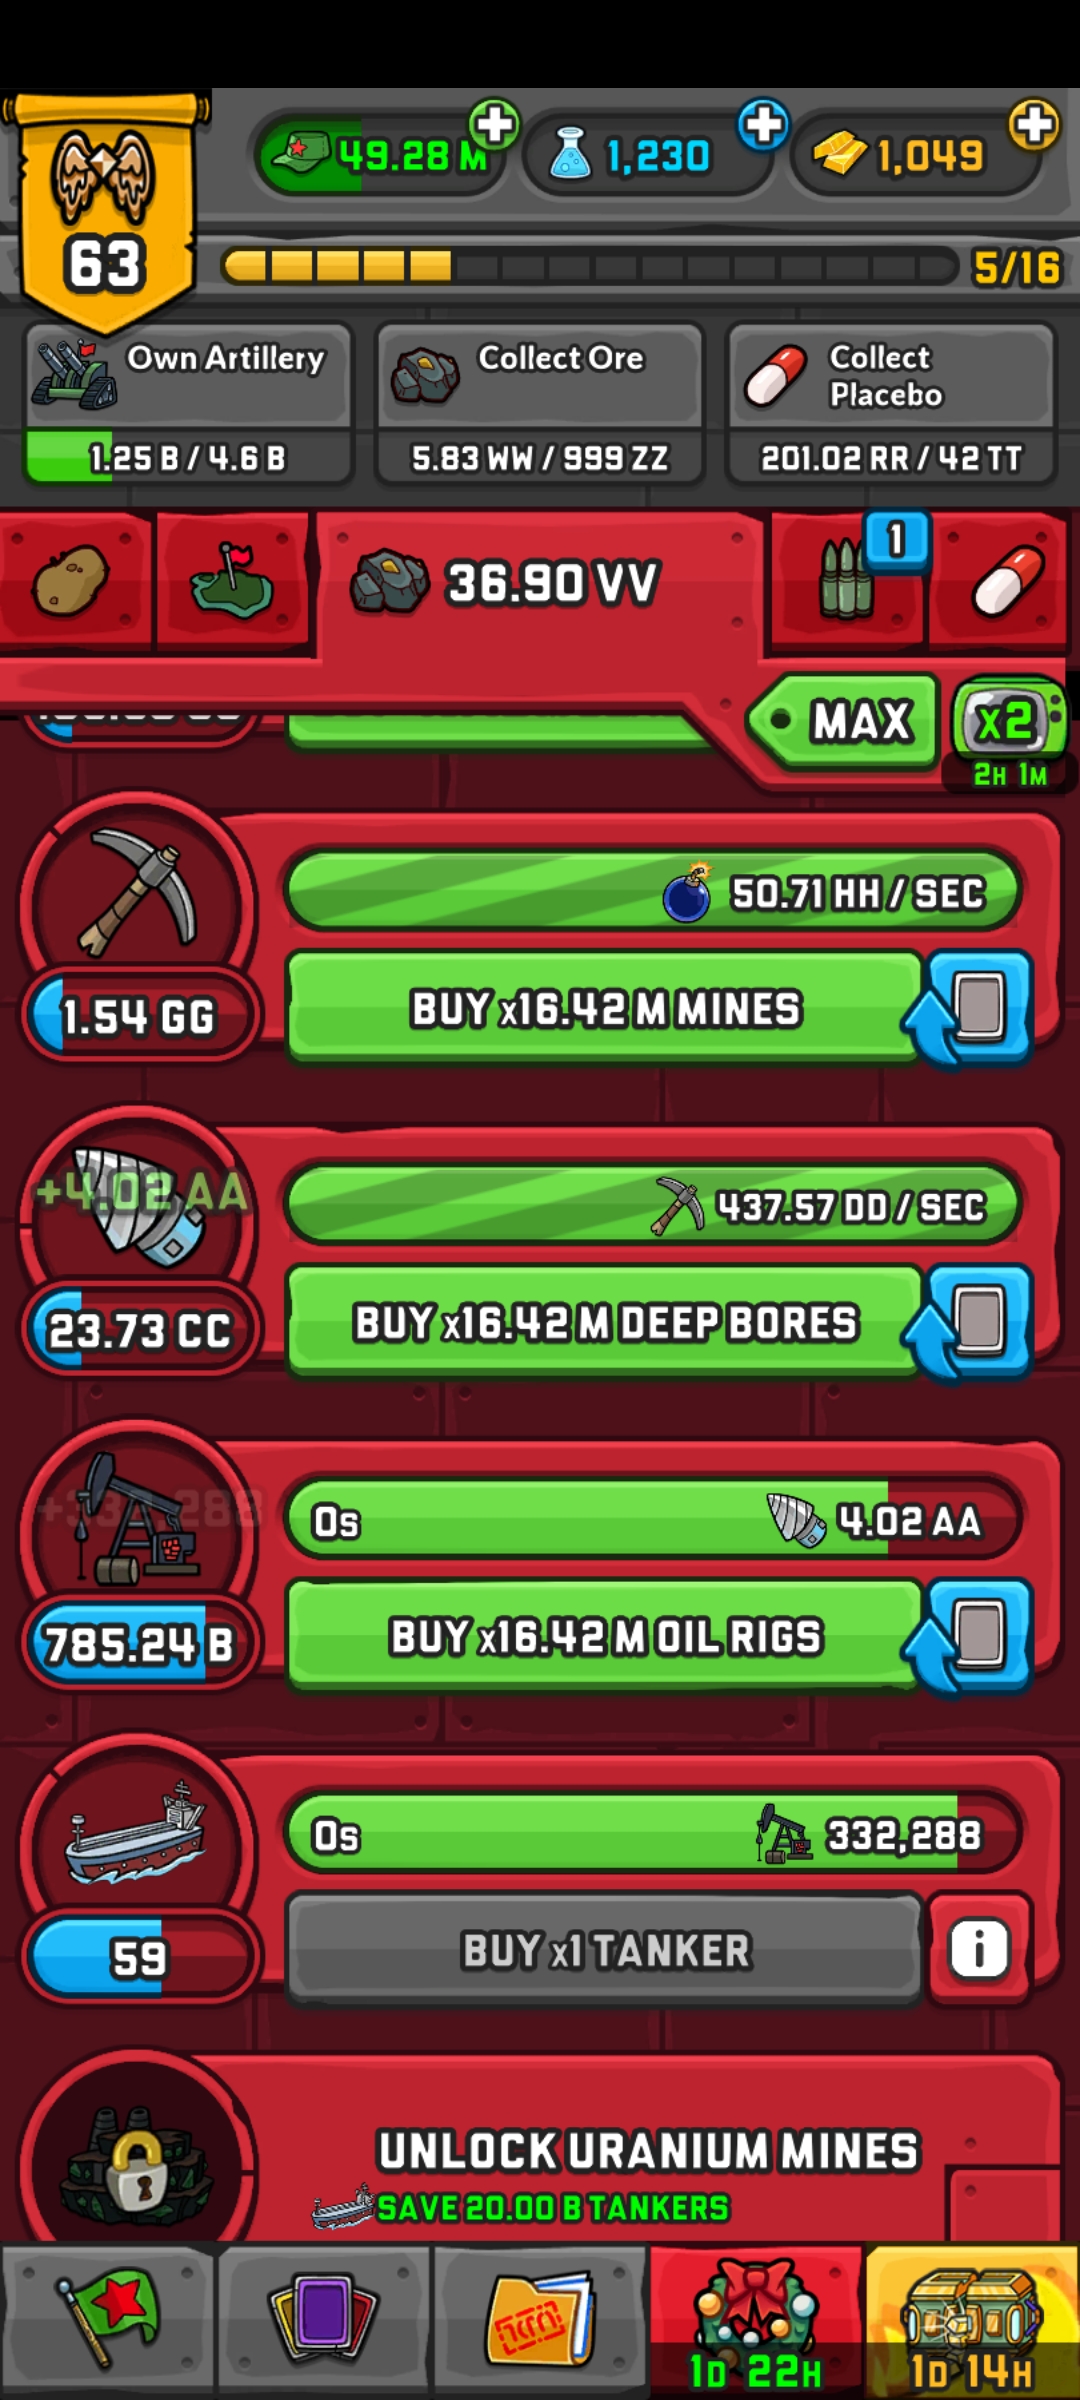 49.28 M
1,230
1,049
63
5/16
Own Artillery
Collect Ore
Collect
Placebo
1.25 B / 4.6 B
5.83 WW / 999 ZZ
201.02 RR / 42 TT
36.90 VV
1
MAX
x2
2H 1M
50.71 HH / SEC
1.54 GG
BUY x16.42 M MINES
+4.02 AA
437.57 DD / SEC
23.73 CC
BUY x16.42 M DEEP BORES
+332,288
0s
4.02 AA
785.24 B
BUY x16.42 M OIL RIGS
0s
332,288
59
BUY x1 TANKER
i
UNLOCK URANIUM MINES
SAVE 20.00 B TANKERS
1D 22H
1D 14H